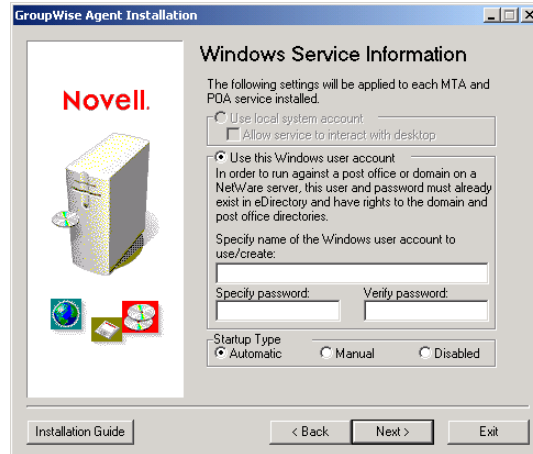 GroupWise Agent Installation
Novell.
Windows Service Information
The following settings will be applied to each MTA and
POA service installed.
Use local system account
Allow service to interact with desktop
Use this Windows user account
In order to run against a post office or domain on a
NetWare server, this user and password must already
exist in eDirectory and have rights to the domain and
post office directories.
Specify name of the Windows user account to
use/create:
Specify password: Verify password:
Startup Type
Automatic Manual Disabled
Installation Guide < Back Next > Exit